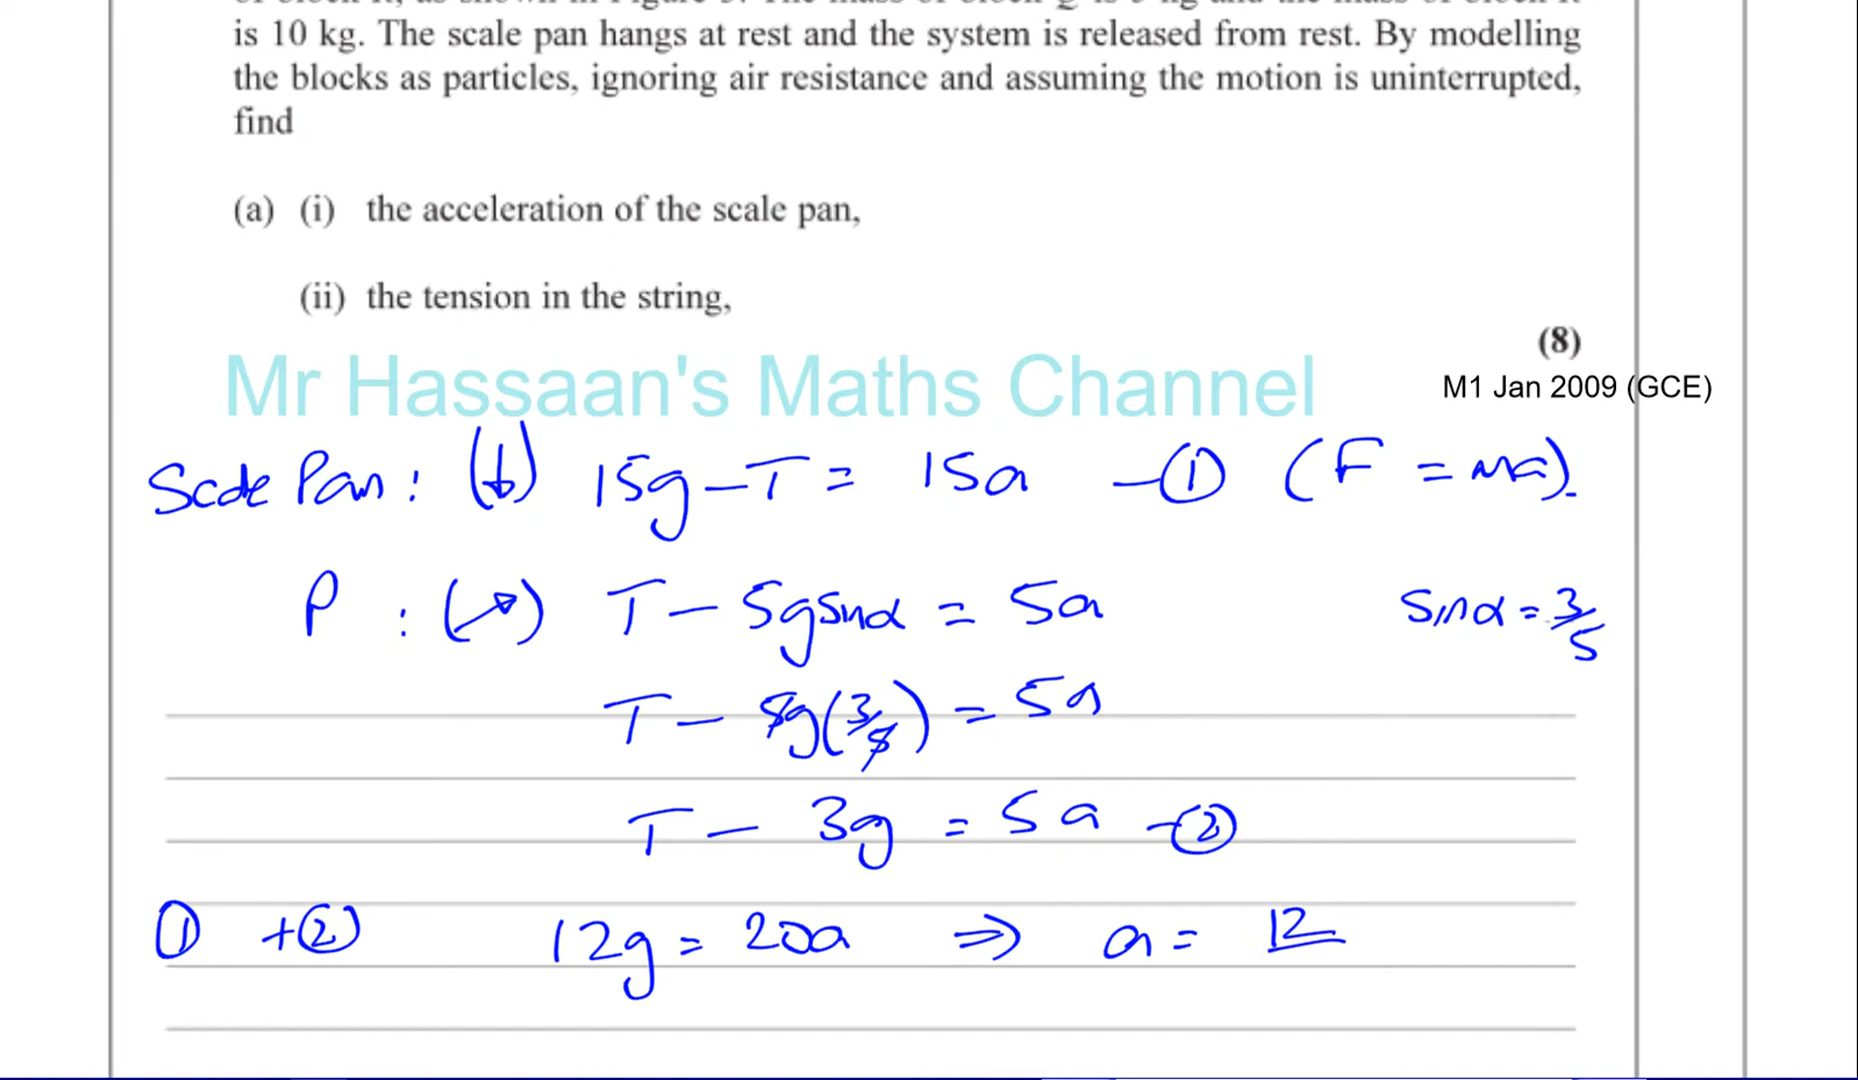 is 10 kg. The scale pan hangs at rest and the system is released from rest. By modelling
the blocks as particles, ignoring air resistance and assuming the motion is uninterrupted,
find
(a) (i) the acceleration of the scale pan,
(ii) the tension in the string,
(8)
Mr Hassaan's Maths Channel
M1 Jan 2009 (GCE)
Scale Pan : (↓) 15g - T = 15a - ① (F = ma).
P : (↗) T - 5g sinα = 5a sinα = 3/5
T - 5g(3/5) = 5a
T - 3g = 5a - ②
① + ② 12g = 20a ⇒ a = 12